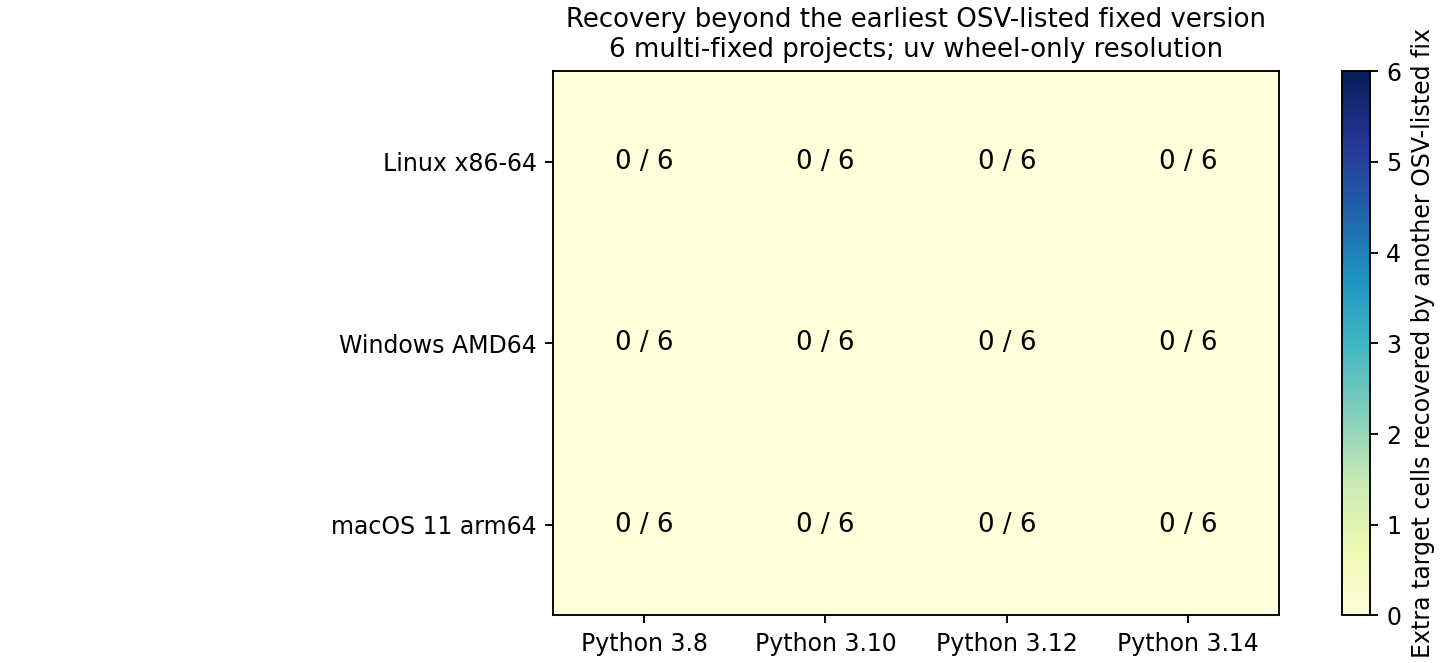 Recovery beyond the earliest OSV-listed fixed version
6 multi-fixed projects; uv wheel-only resolution
Linux x86-64
0 / 6 0 / 6 0 / 6 0 / 6
Windows AMD64
0 / 6 0 / 6 0 / 6 0 / 6
macOS 11 arm64
0 / 6 0 / 6 0 / 6 0 / 6
Python 3.8 Python 3.10 Python 3.12 Python 3.14
6
5
4
3
2
1
0
Extra target cells recovered by another OSV-listed fix